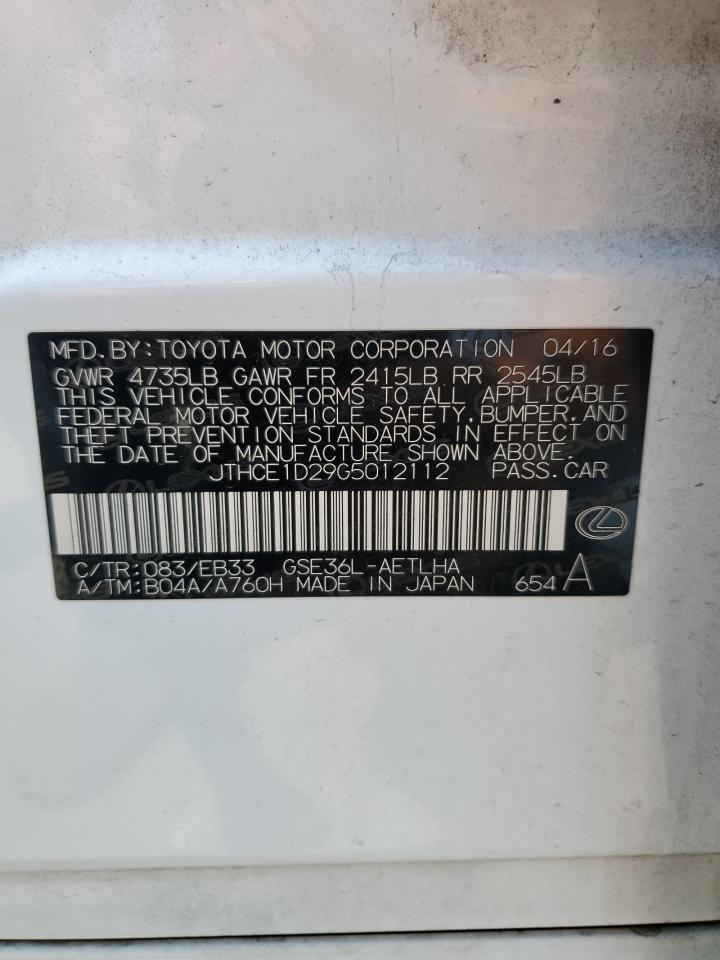 MFD.BY:TOYOTA MOTOR CORPORATION 04/16
GVWR 4735LB GAWR FR 2415LB RR 2545LB
THIS VEHICLE CONFORMS TO ALL APPLICABLE
FEDERAL MOTOR VEHICLE SAFETY,BUMPER,AND
THEFT PREVENTION STANDARDS IN EFFECT ON
THE DATE OF MANUFACTURE SHOWN ABOVE.
JTHCE1D29G5012112 PASS.CAR
C/TR:083/EB33 GSE36L-AETLHA
A/TM:B04A/A760H MADE IN JAPAN 654 A